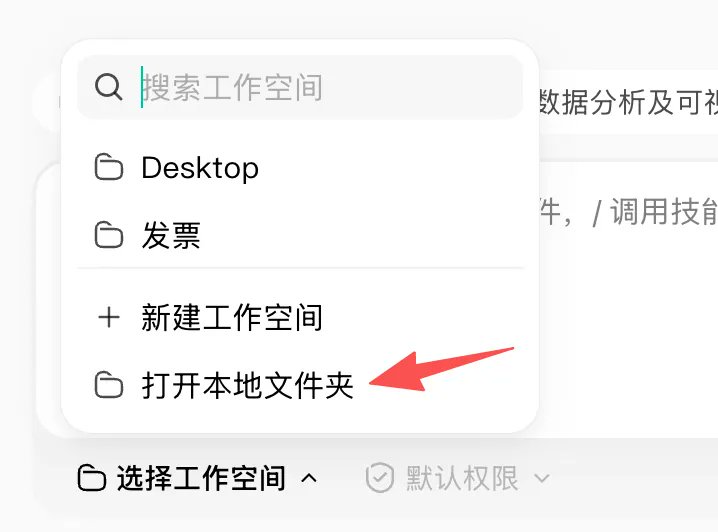 搜索工作空间
数据分析及可视
Desktop
件，/ 调用技能
发票
新建工作空间
打开本地文件夹
选择工作空间
默认权限